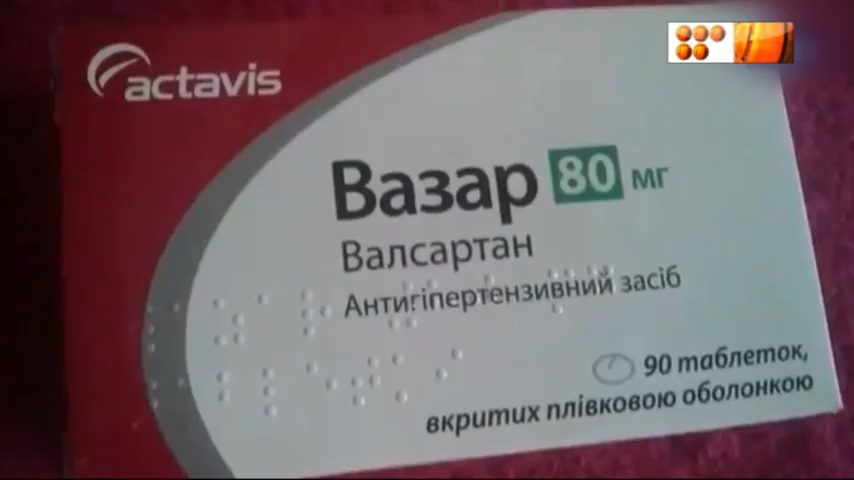 actavis
Вазар 80 мг
Валсартан
Антигіпертензивний засіб
90 таблеток,
вкритих плівковою оболонкою